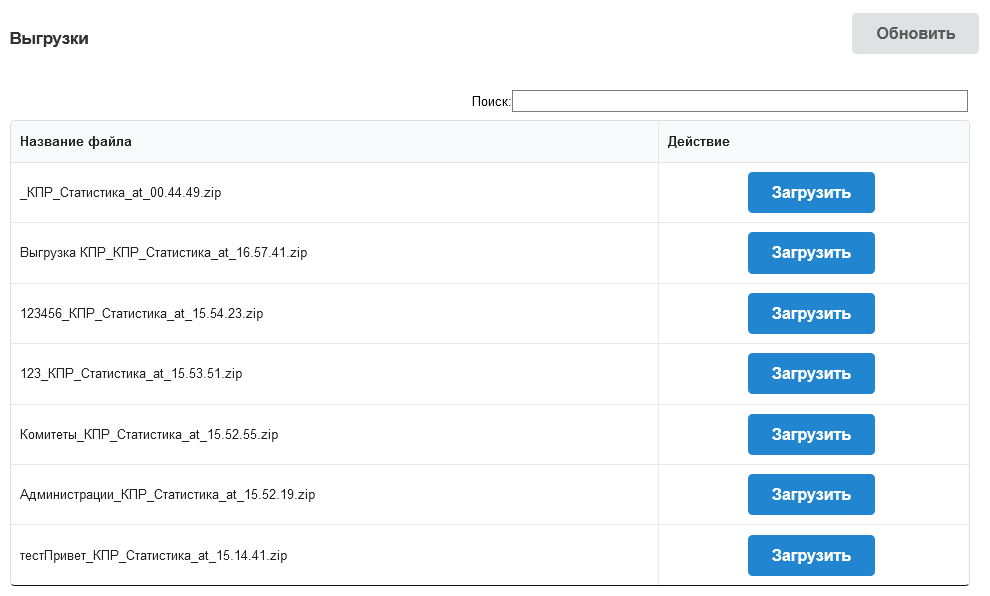 Выгрузки
Обновить
Поиск:
Название файла Действие
_КПР_Статистика_at_00.44.49.zip Загрузить
Выгрузка КПР_КПР_Статистика_at_16.57.41.zip Загрузить
123456_КПР_Статистика_at_15.54.23.zip Загрузить
123_КПР_Статистика_at_15.53.51.zip Загрузить
Комитеты_КПР_Статистика_at_15.52.55.zip Загрузить
Администрации_КПР_Статистика_at_15.52.19.zip Загрузить
тестПривет_КПР_Статистика_at_15.14.41.zip Загрузить